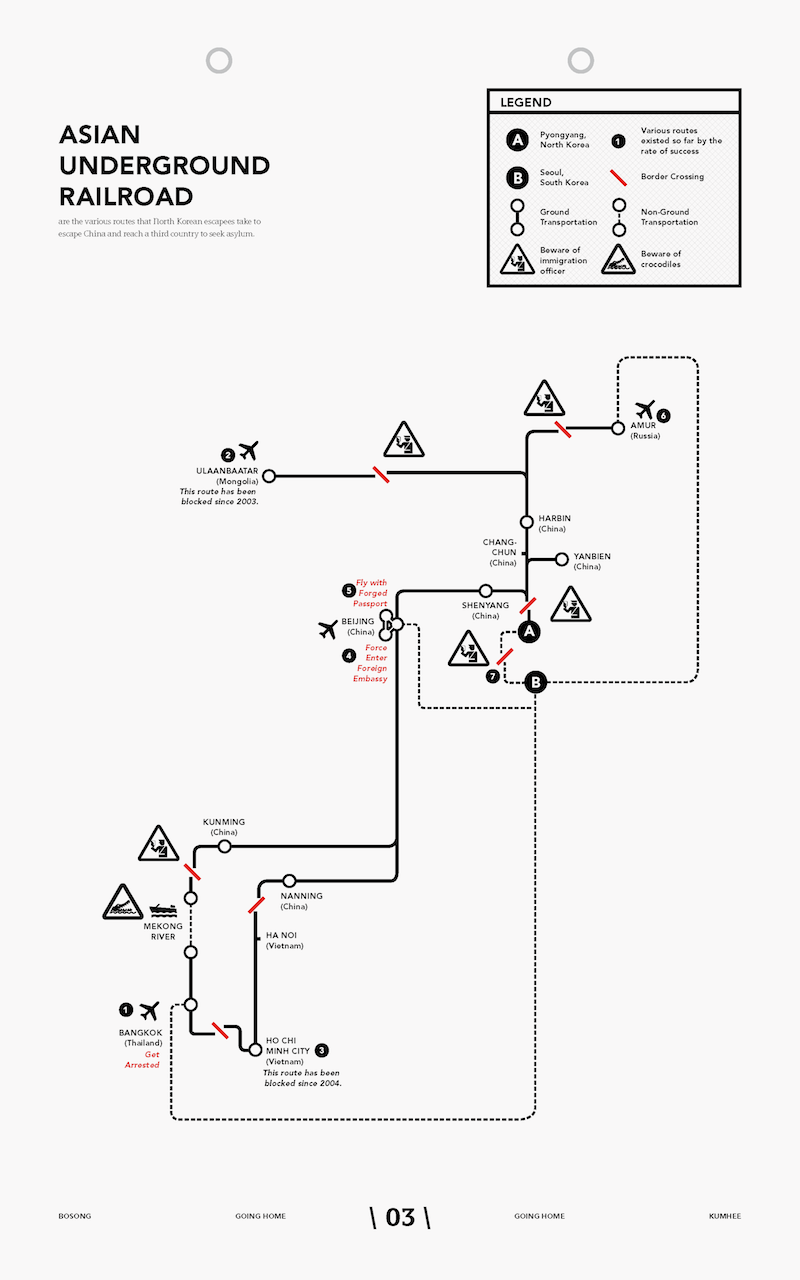 ASIAN
UNDERGROUND
RAILROAD
are the various routes that North Korean escapees take to
escape China and reach a third country to seek asylum.
LEGEND
A
Pyongyang,
North Korea
1
Various routes
existed so far by the
rate of success
B
Seoul,
South Korea
Border Crossing
Ground
Transportation
Non-Ground
Transportation
Beware of
immigration
officer
Beware of
crocodiles
6
AMUR
(Russia)
2
ULAANBAATAR
(Mongolia)
This route has been
blocked since 2003.
HARBIN
(China)
CHANG-
CHUN
(China)
YANBIEN
(China)
5
Fly with
Forged
Passport
SHENYANG
(China)
BEIJING
(China)
A
4
Force
Enter
Foreign
Embassy
7
B
KUNMING
(China)
NANNING
(China)
MEKONG
RIVER
HA NOI
(Vietnam)
1
BANGKOK
(Thailand)
Get
Arrested
HO CHI
MINH CITY 3
(Vietnam)
This route has been
blocked since 2004.
BOSONG
GOING HOME
\ 03 \
GOING HOME
KUMHEE